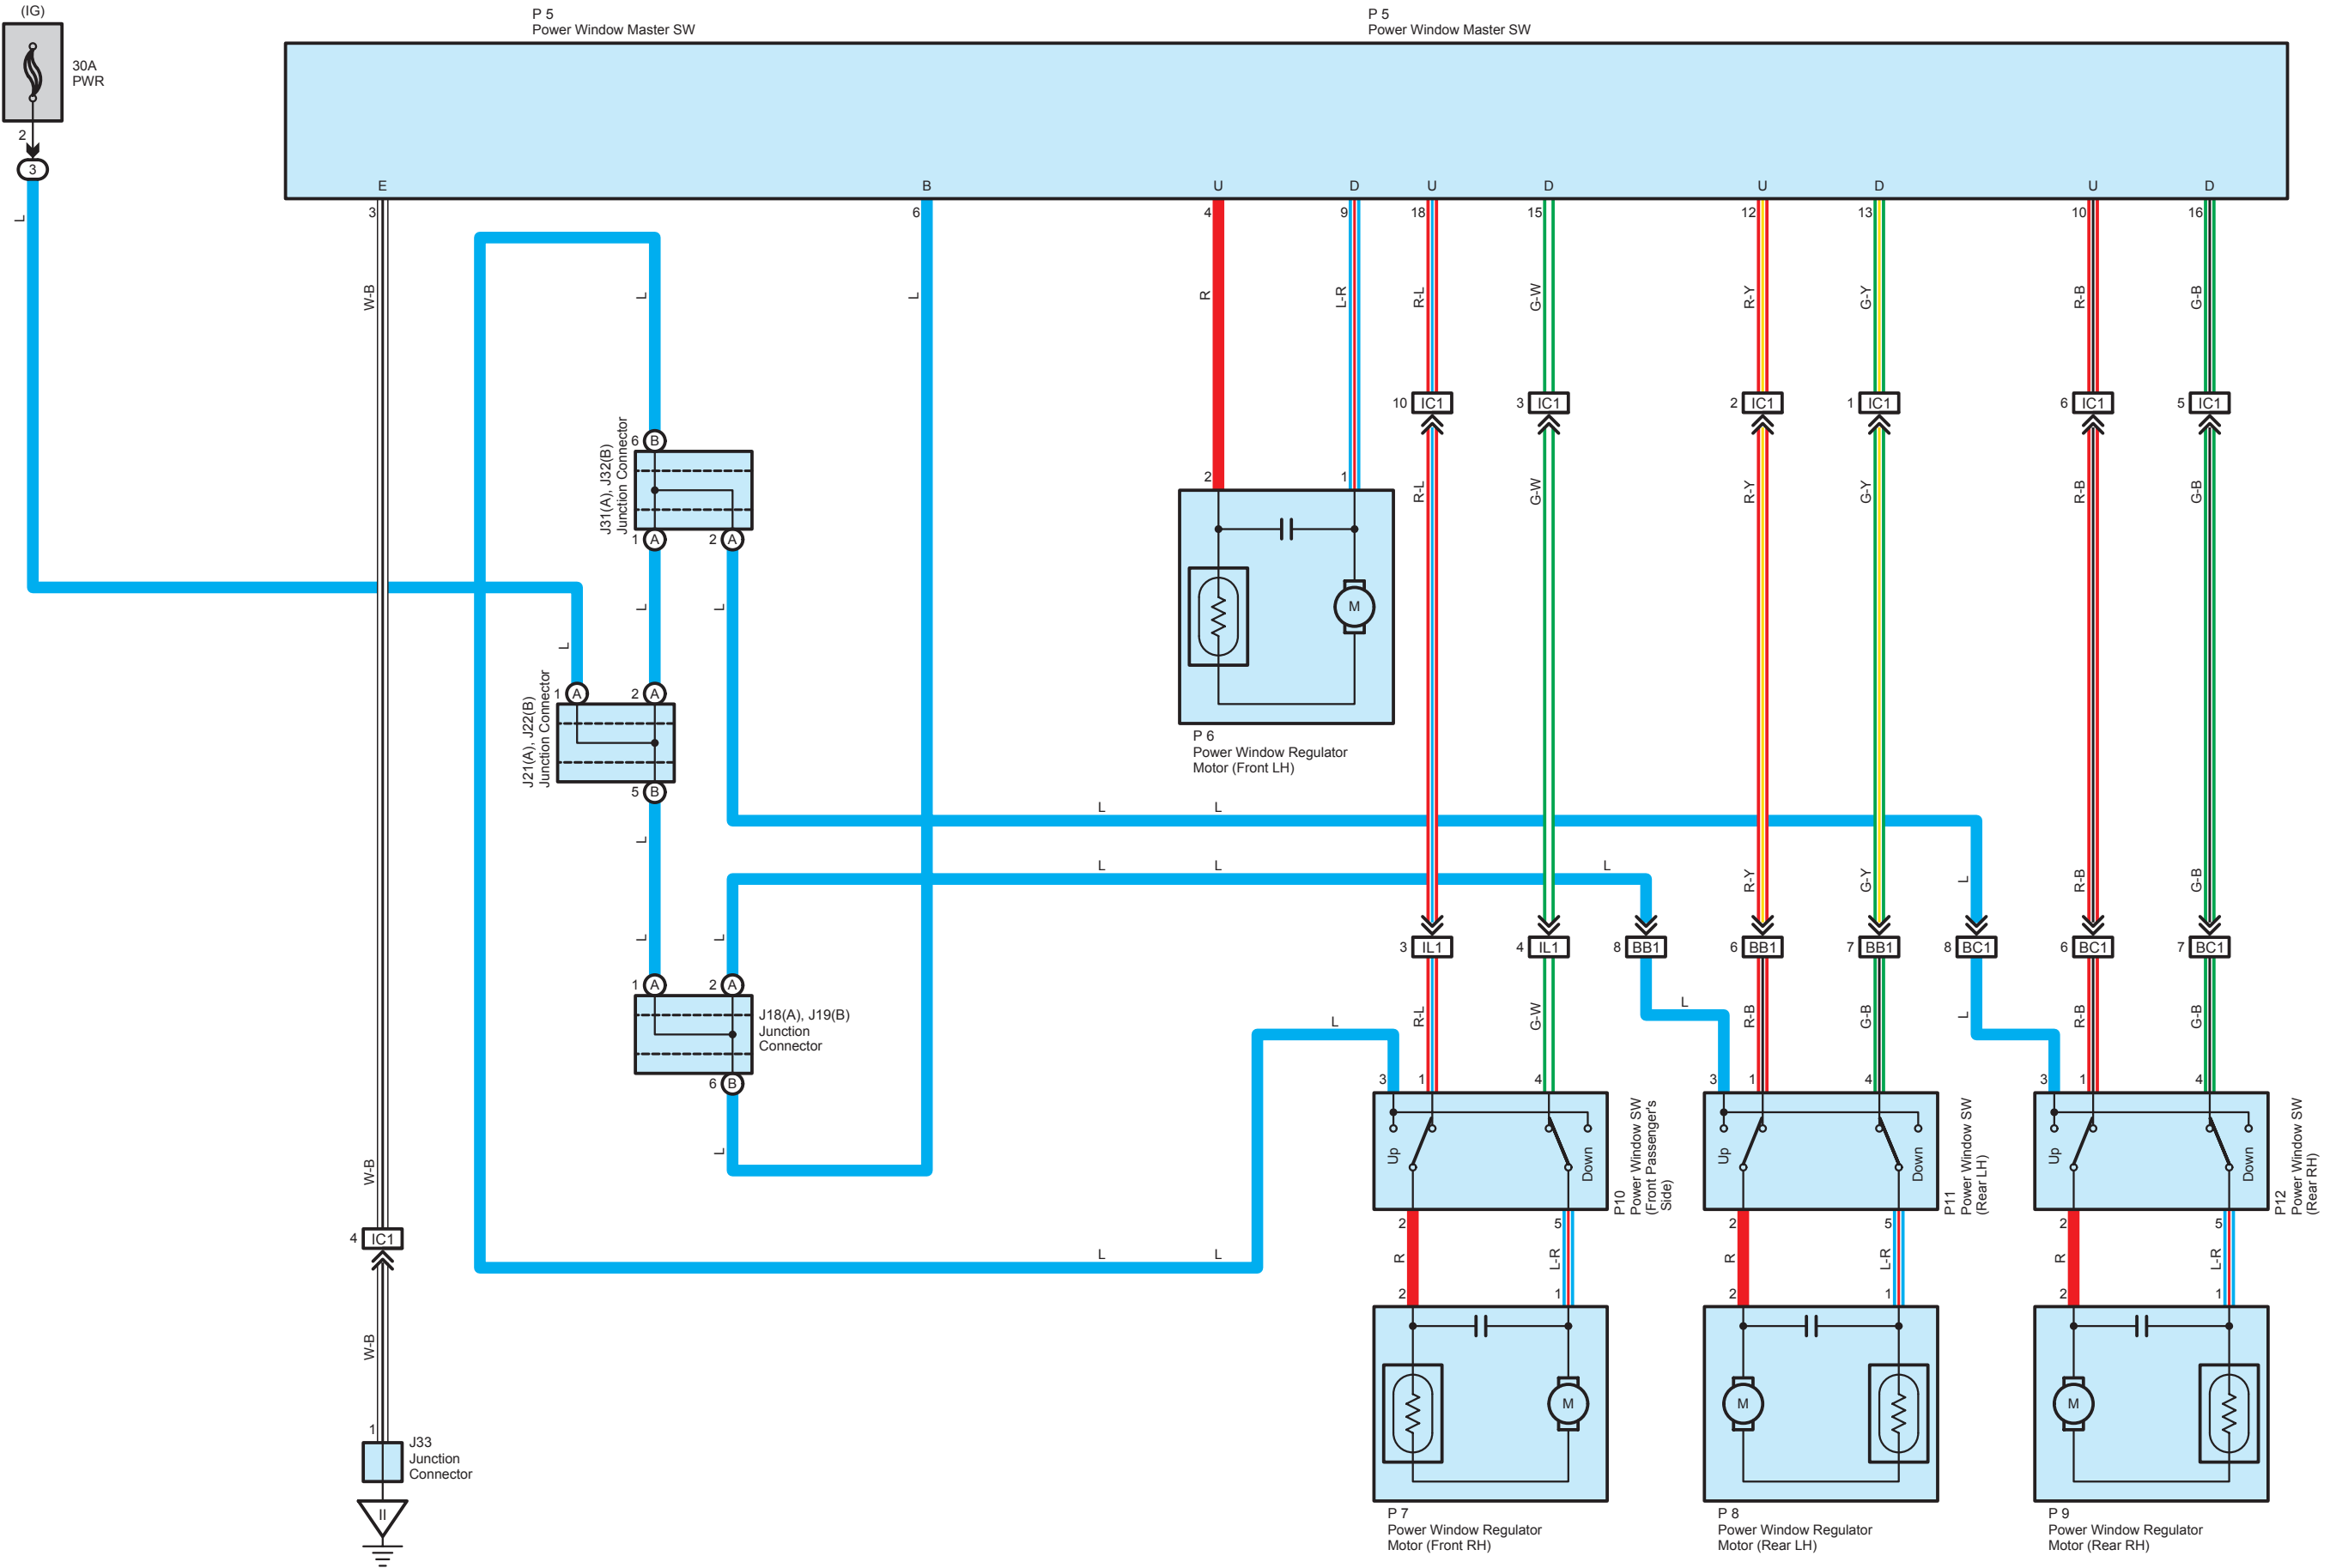 (IG)
P 5
Power Window Master SW
P 5
Power Window Master SW
30A
PWR
2
3
E
B
U
D
U
D
U
D
U
D
3
6
4
9
18
15
12
13
10
16
L
W-B
L
L
R
L-R
R-L
G-W
R-Y
G-Y
R-B
G-B
10 IC1
3 IC1
2 IC1
1 IC1
6 IC1
5 IC1
6 B
J31(A), J32(B)
Junction Connector
1 A
2 A
2
1
R-L
G-W
R-Y
G-Y
R-B
G-B
M
L
L
L
1 A
2 A
J21(A), J22(B)
Junction Connector
5 B
P 6
Power Window Regulator
Motor (Front LH)
L
L
L
L
L
L
R-Y
G-Y
L
R-B
G-B
L
L
3 IL1
4 IL1
8 BB1
6 BB1
7 BB1
8 BC1
6 BC1
7 BC1
1 A
2 A
J18(A), J19(B)
Junction
Connector
6 B
L
R-L
G-W
L
R-B
G-B
L
R-B
G-B
3
1
4
3
1
4
3
1
4
Up
Down
P10
Power Window SW
(Front Passenger's
Side)
Up
Down
P11
Power Window SW
(Rear LH)
Up
Down
P12
Power Window SW
(Rear RH)
L
W-B
4 IC1
L
L
2
5
2
5
2
5
R
L-R
R
L-R
R
L-R
2
1
2
1
2
1
W-B
M
M
M
1
J33
Junction
Connector
II
P 7
Power Window Regulator
Motor (Front RH)
P 8
Power Window Regulator
Motor (Rear LH)
P 9
Power Window Regulator
Motor (Rear RH)